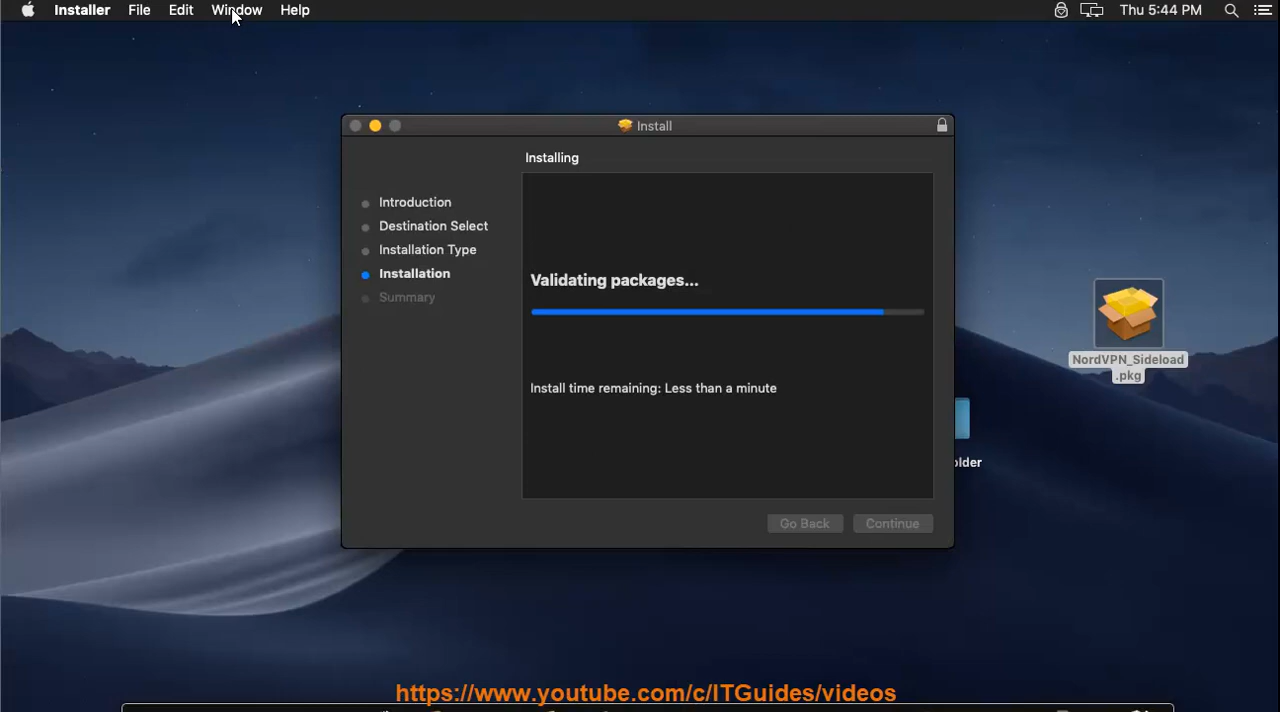 Installer File Edit Window Help Thu 5:44 PM
Install
Installing
Introduction
Destination Select
Installation Type
Installation
Summary
Validating packages...
Install time remaining: Less than a minute
Go Back Continue
NordVPN_Sideload
.pkg
older
https://www.youtube.com/c/ITGuides/videos